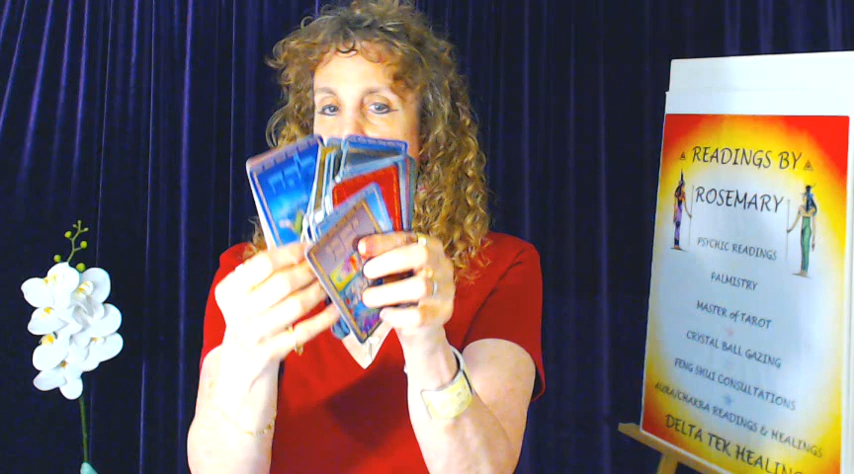 READINGS BY
ROSEMARY
PSYCHIC READINGS
PALMISTRY
MASTER of TAROT
CRYSTAL BALL GAZING
FENG SHUI CONSULTATIONS
AURA/CHAKRA READINGS & HEALINGS
DELTA TEK HEALING